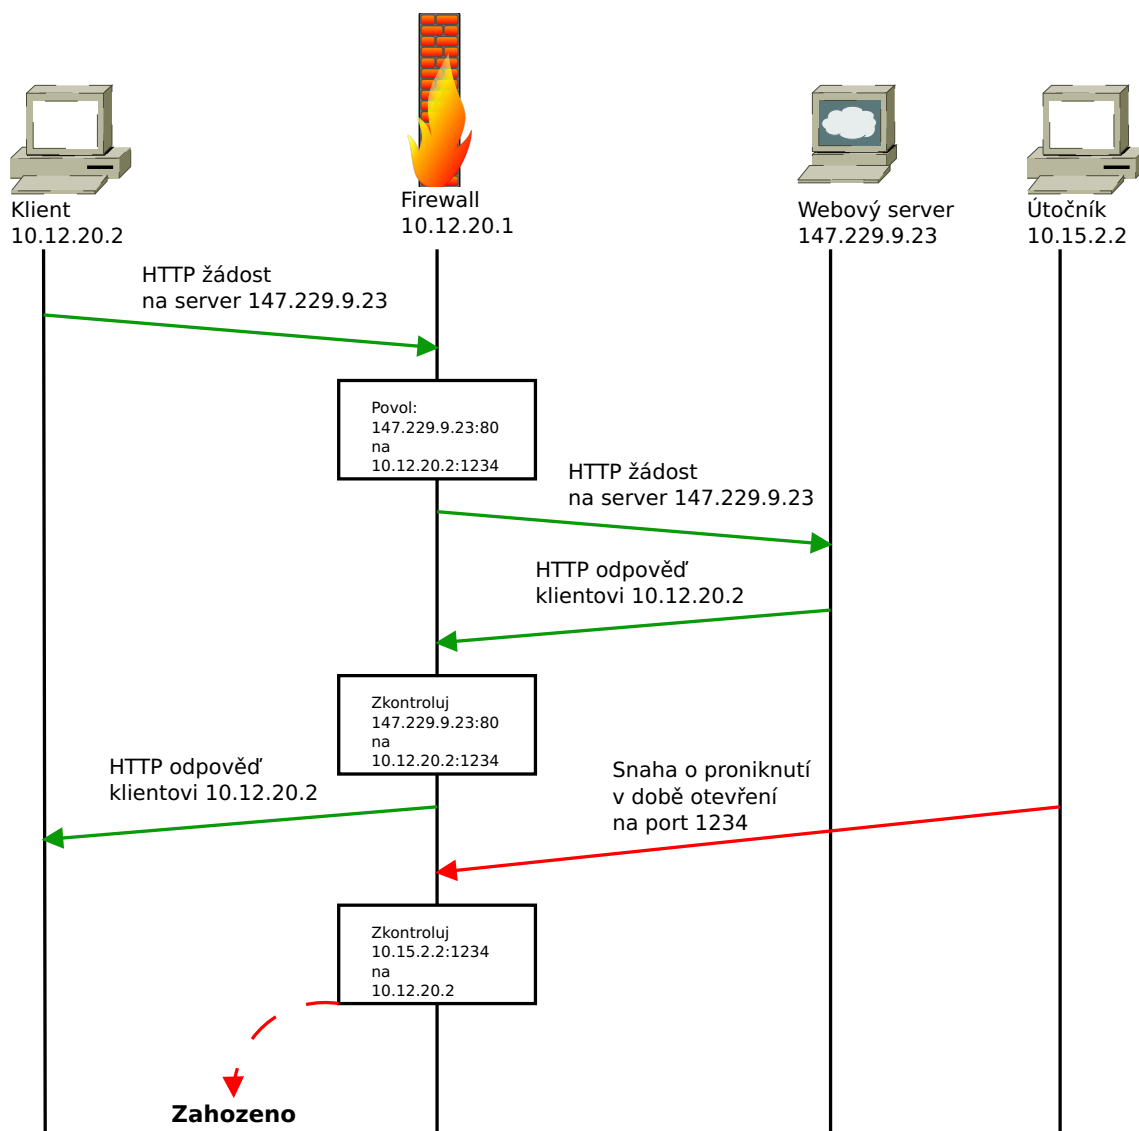 Klient
10.12.20.2
Firewall
10.12.20.1
Webový server
147.229.9.23
Útočník
10.15.2.2
HTTP žádost
na server 147.229.9.23
Povol:
147.229.9.23:80
na
10.12.20.2:1234
HTTP žádost
na server 147.229.9.23
HTTP odpověď
klientovi 10.12.20.2
Zkontroluj
147.229.9.23:80
na
10.12.20.2:1234
HTTP odpověď
klientovi 10.12.20.2
Snaha o proniknutí
v době otevření
na port 1234
Zkontroluj
10.15.2.2:1234
na
10.12.20.2
Zahozeno